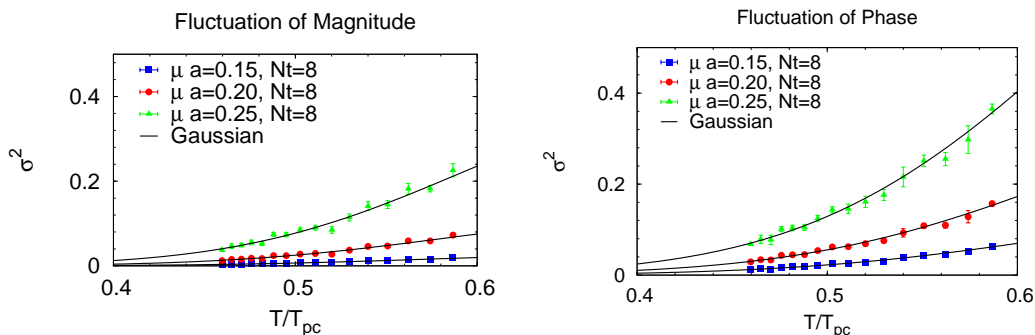 Fluctuation of Magnitude
σ²
0.4
0.2
0
μ a=0.15, Nt=8
μ a=0.20, Nt=8
μ a=0.25, Nt=8
Gaussian
0.4 0.5 0.6
T/Tpc
Fluctuation of Phase
σ²
0.4
0.2
0
μ a=0.15, Nt=8
μ a=0.20, Nt=8
μ a=0.25, Nt=8
Gaussian
0.4 0.5 0.6
T/Tpc